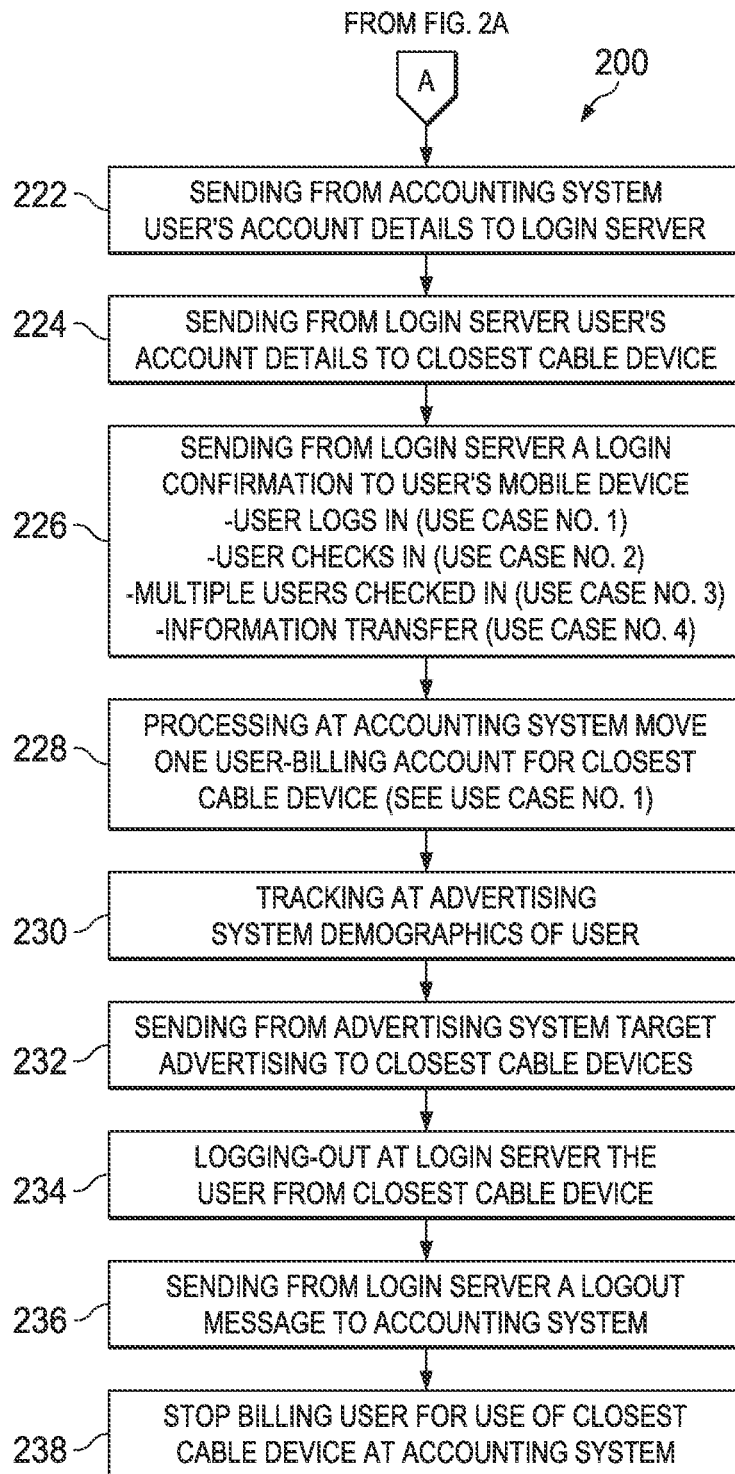 FROM FIG. 2A
A
200
222
SENDING FROM ACCOUNTING SYSTEM
USER'S ACCOUNT DETAILS TO LOGIN SERVER
224
SENDING FROM LOGIN SERVER USER'S
ACCOUNT DETAILS TO CLOSEST CABLE DEVICE
226
SENDING FROM LOGIN SERVER A LOGIN
CONFIRMATION TO USER'S MOBILE DEVICE
-USER LOGS IN (USE CASE NO. 1)
-USER CHECKS IN (USE CASE NO. 2)
-MULTIPLE USERS CHECKED IN (USE CASE NO. 3)
-INFORMATION TRANSFER (USE CASE NO. 4)
228
PROCESSING AT ACCOUNTING SYSTEM MOVE
ONE USER-BILLING ACCOUNT FOR CLOSEST
CABLE DEVICE (SEE USE CASE NO. 1)
230
TRACKING AT ADVERTISING
SYSTEM DEMOGRAPHICS OF USER
232
SENDING FROM ADVERTISING SYSTEM TARGET
ADVERTISING TO CLOSEST CABLE DEVICES
234
LOGGING-OUT AT LOGIN SERVER THE
USER FROM CLOSEST CABLE DEVICE
236
SENDING FROM LOGIN SERVER A LOGOUT
MESSAGE TO ACCOUNTING SYSTEM
238
STOP BILLING USER FOR USE OF CLOSEST
CABLE DEVICE AT ACCOUNTING SYSTEM